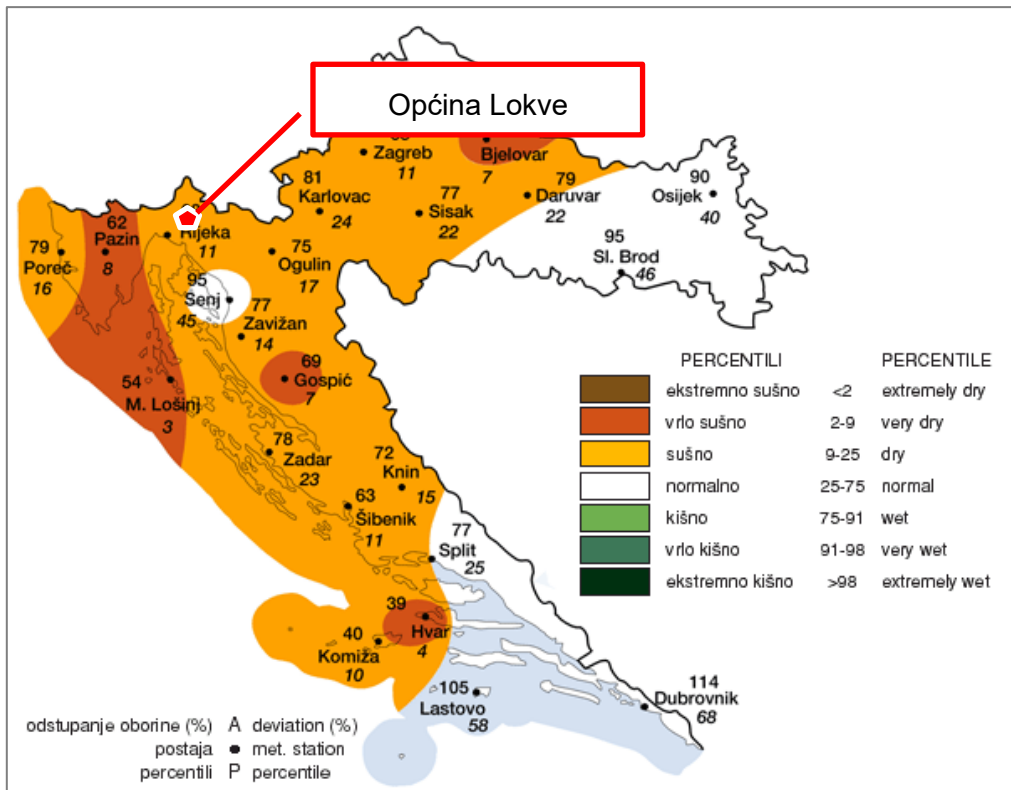 Općina Lokve
Zagreb
11
Bjelovar
7
81
Karlovac
24
77
Sisak
22
79
Daruvar
22
90
Osijek
40
95
Sl. Brod
46
62
Pazin
8
79
Poreč
16
Rijeka
11
75
Ogulin
17
95
Senj
45
77
Zavižan
14
69
Gospić
7
54
M. Lošinj
3
78
Zadar
23
72
Knin
15
63
Šibenik
11
77
Split
25
39
Hvar
4
40
Komiža
10
105
Lastovo
58
114
Dubrovnik
68
PERCENTILI PERCENTILE
ekstremno sušno <2 extremely dry
vrlo sušno 2-9 very dry
sušno 9-25 dry
normalno 25-75 normal
kišno 75-91 wet
vrlo kišno 91-98 very wet
ekstremno kišno >98 extremely wet
odstupanje oborine (%) A deviation (%)
postaja met. station
percentili P percentile